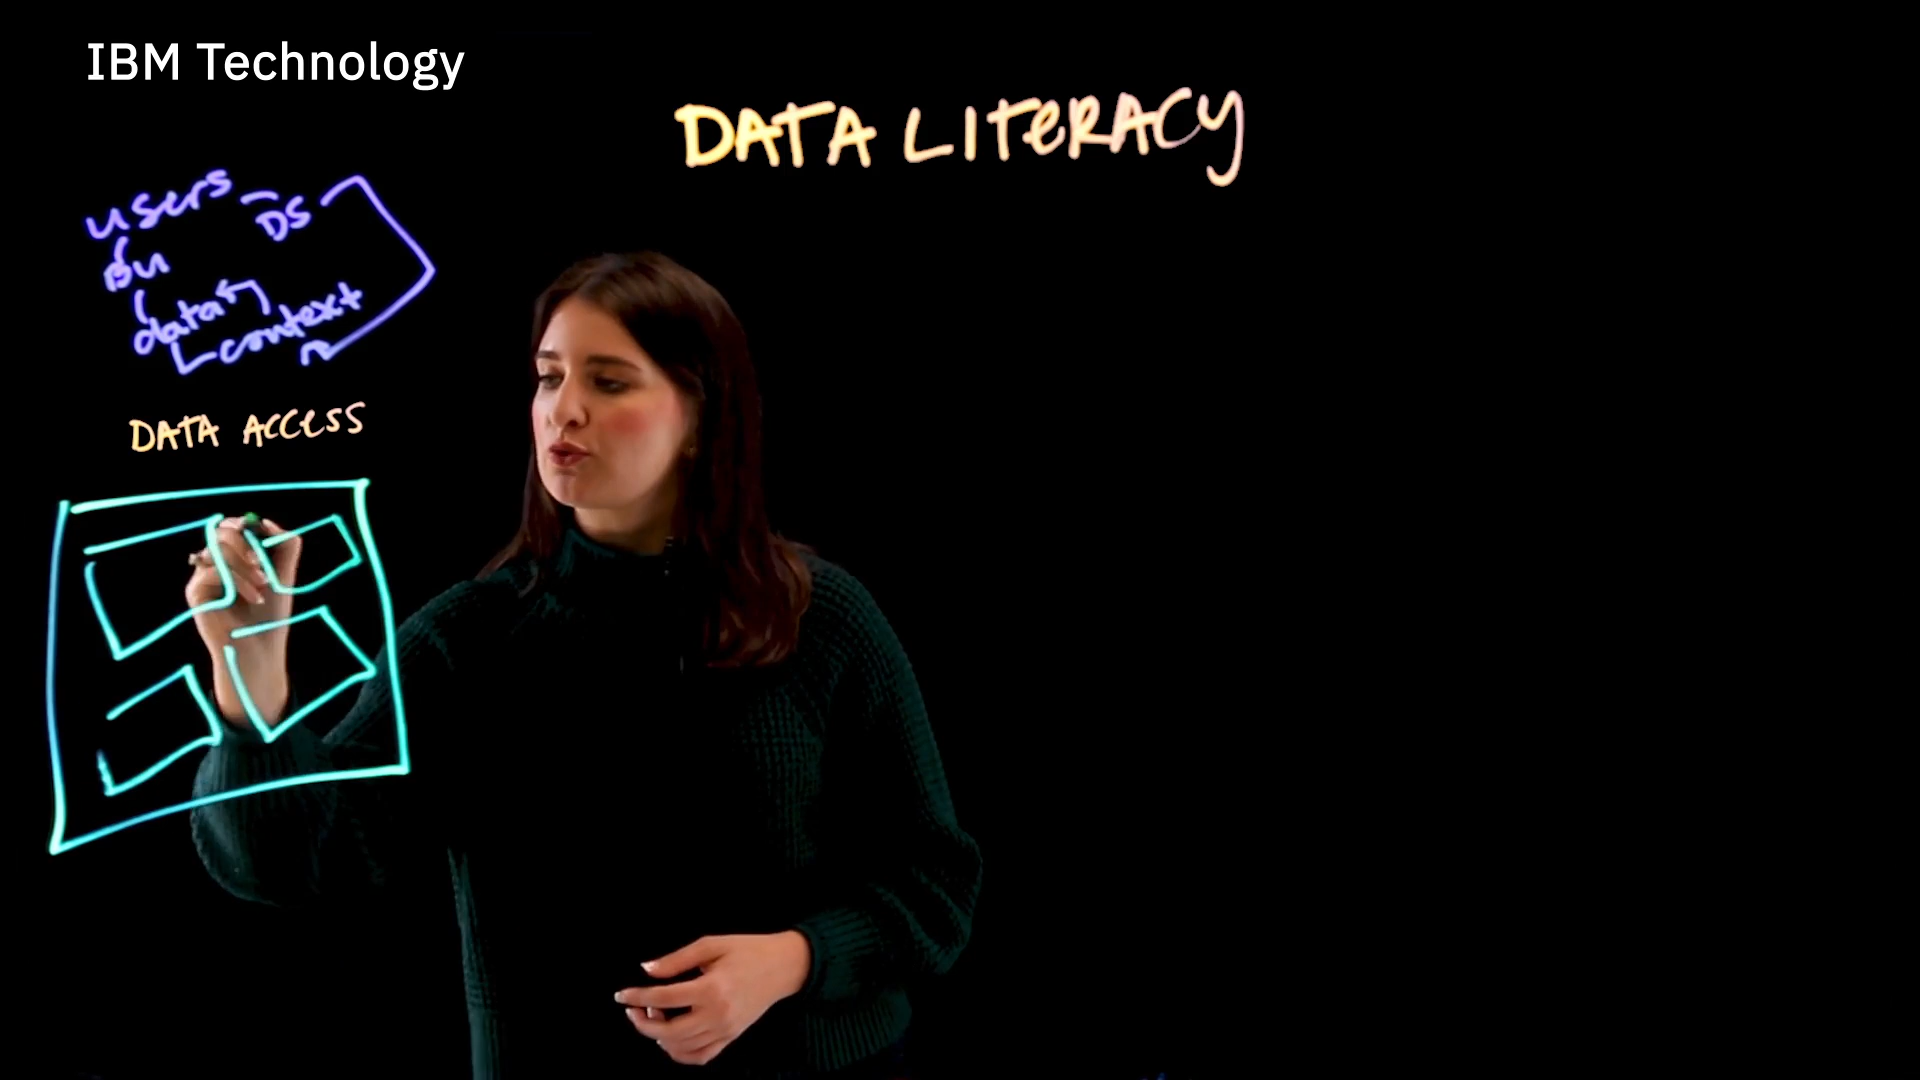 IBM Technology
DATA LITERACY
users
DS
BU
data
context
DATA ACCESS